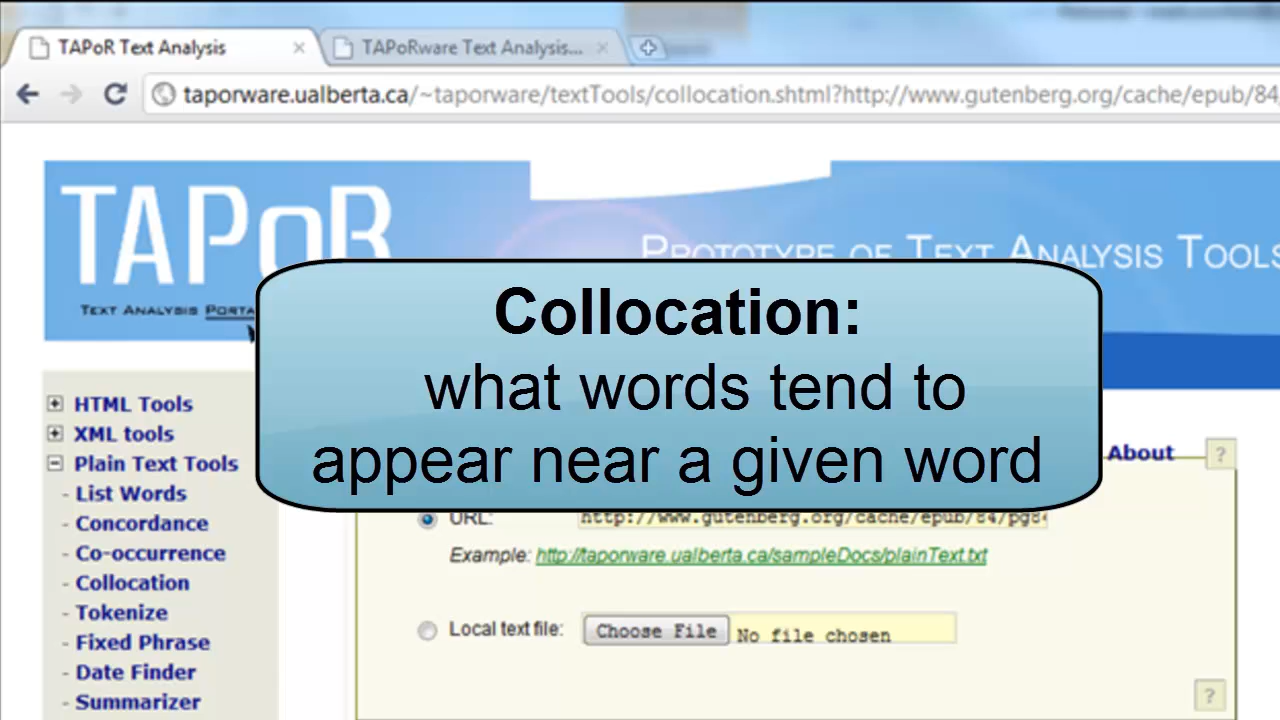 TAPoR Text Analysis
TAPoRware Text Analysis...
taporware.ualberta.ca/~taporware/textTools/collocation.shtml?http://www.gutenberg.org/cache/epub/84/
TAPoR
PROTOTYPE OF TEXT ANALYSIS TOOLS
TEXT ANALYSIS PORTA
Collocation:
what words tend to
appear near a given word
HTML Tools
XML tools
Plain Text Tools
- List Words
- Concordance
- Co-occurrence
- Collocation
- Tokenize
- Fixed Phrase
- Date Finder
- Summarizer
About
?
URL:
http://www.gutenberg.org/cache/epub/84/pg84
Example: http://taporware.ualberta.ca/sampleDocs/plainText.txt
Local text file:
Choose File
No file chosen
?